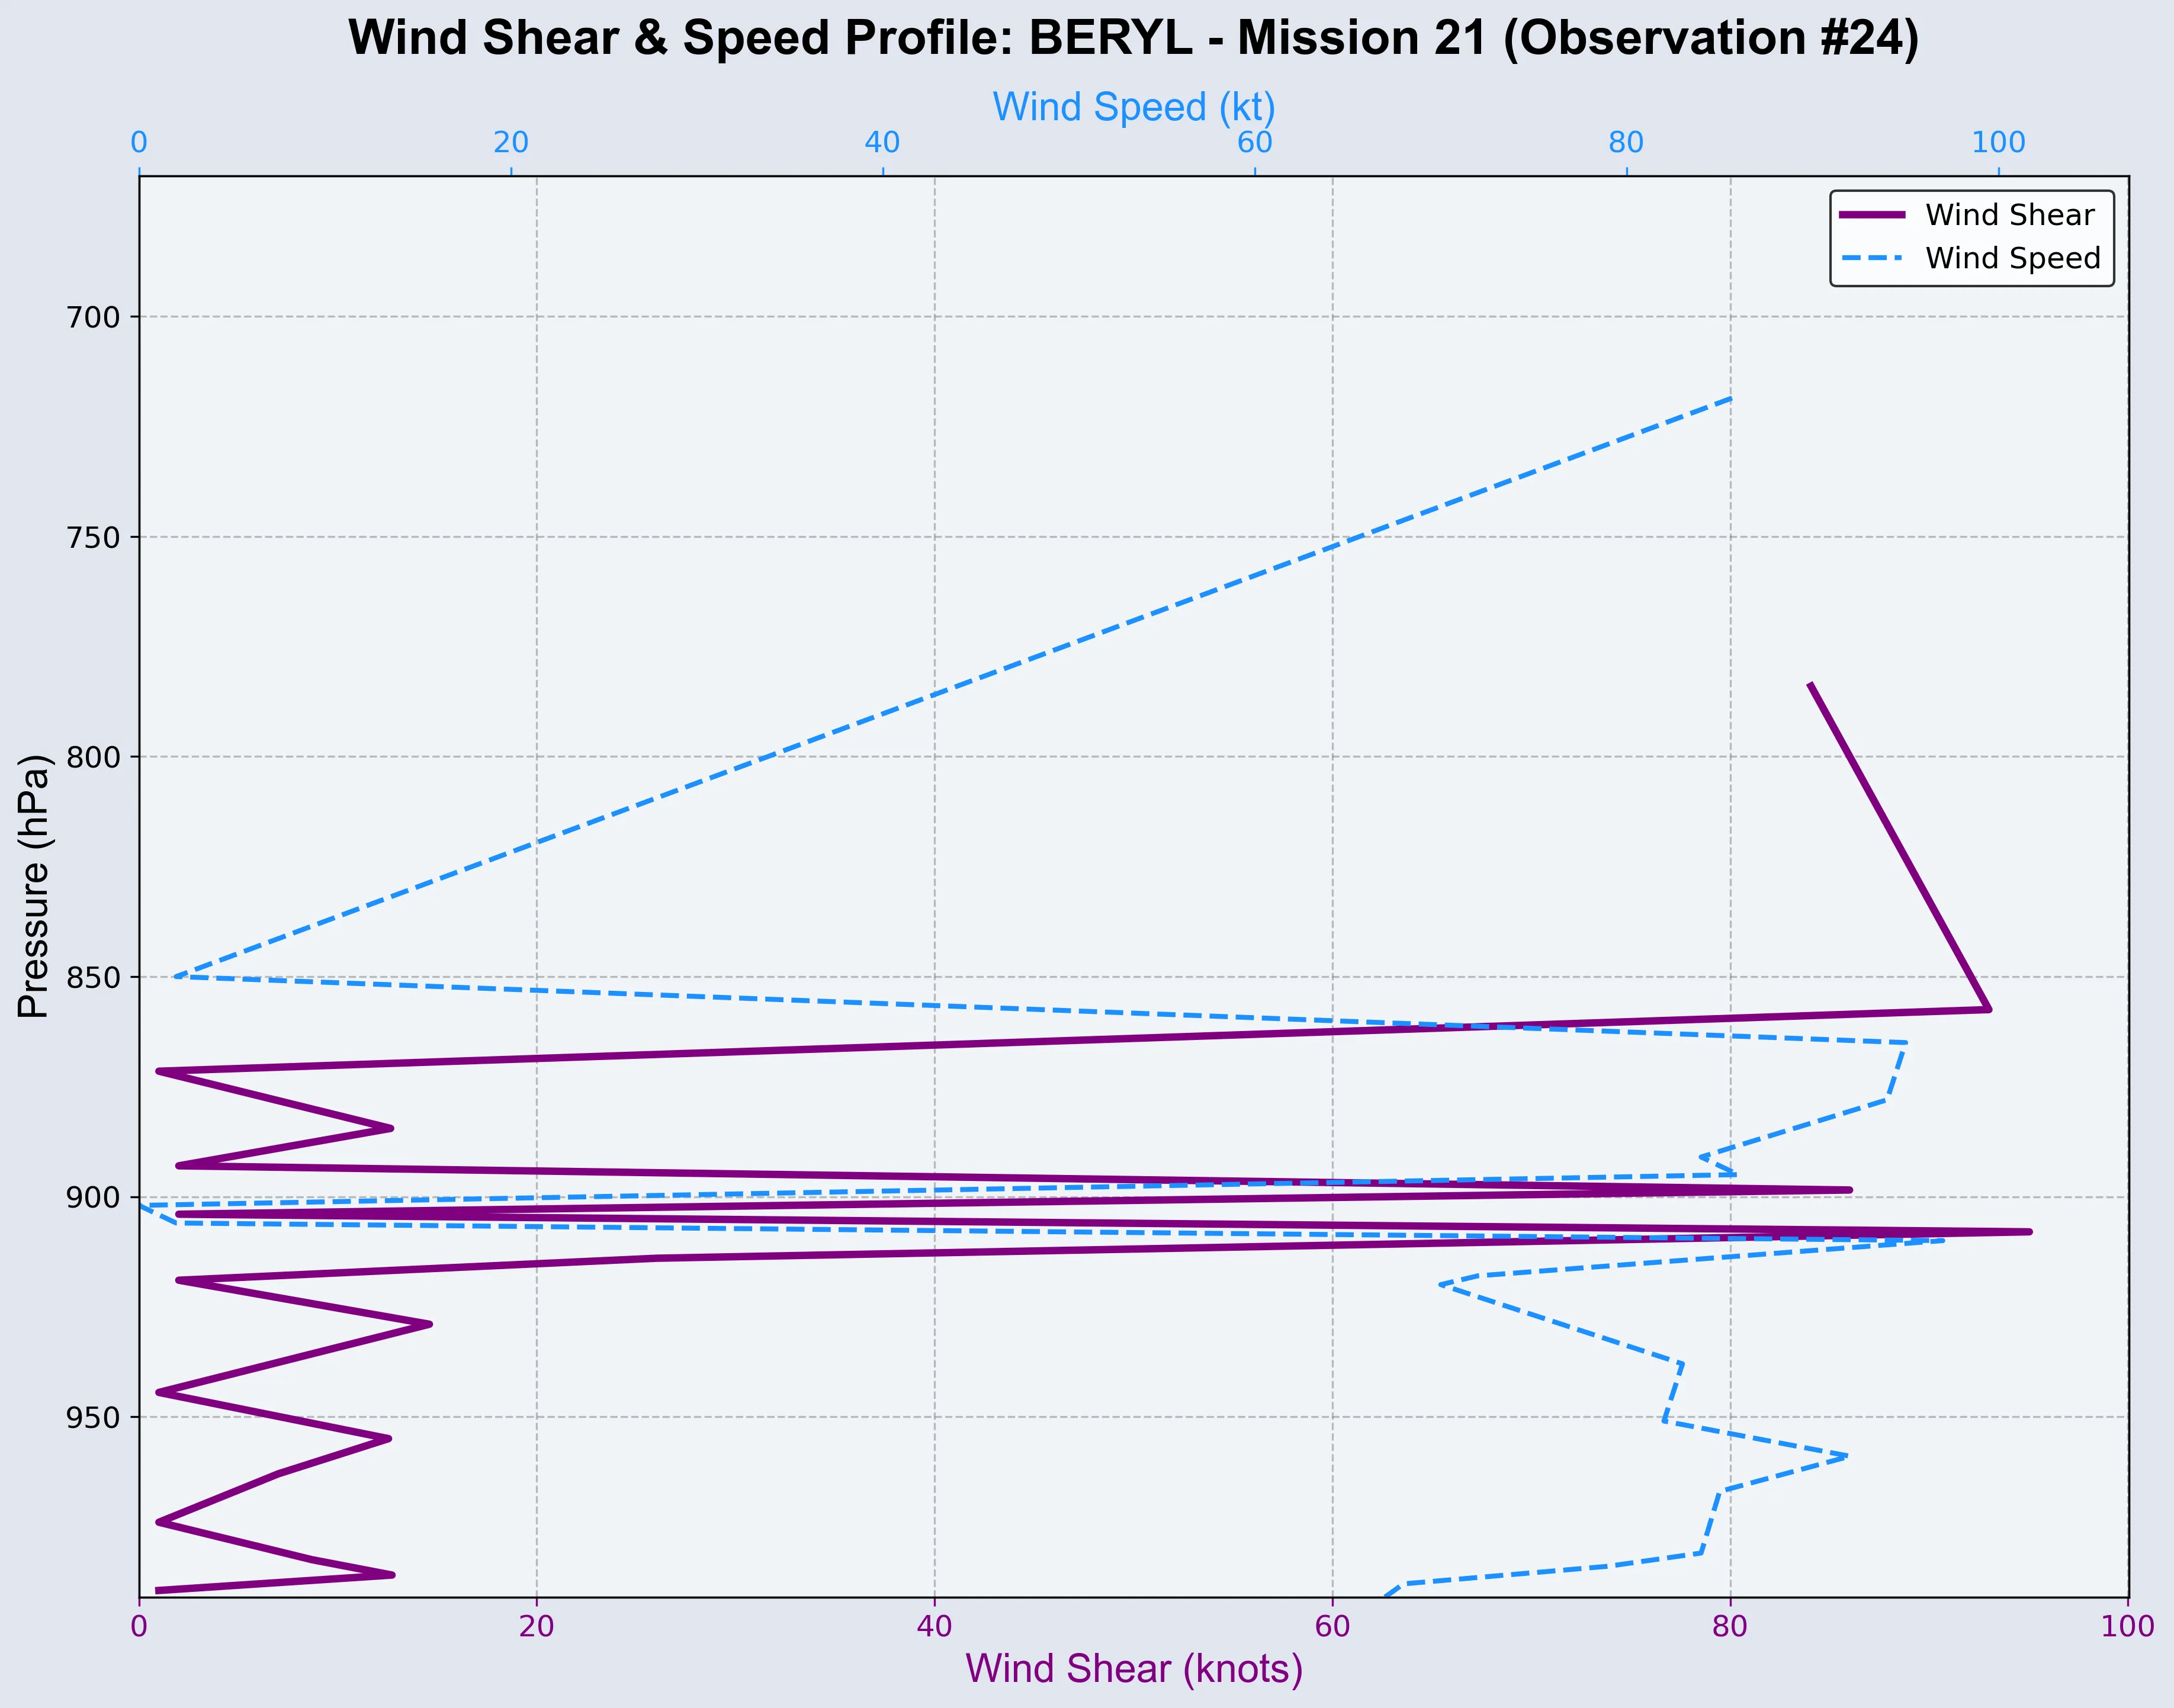 Wind Shear & Speed Profile: BERYL - Mission 21 (Observation #24)
Wind Speed (kt)
0 20 40 60 80 100
Wind Shear
Wind Speed
700
750
800
850
900
950
Pressure (hPa)
0 20 40 60 80 100
Wind Shear (knots)